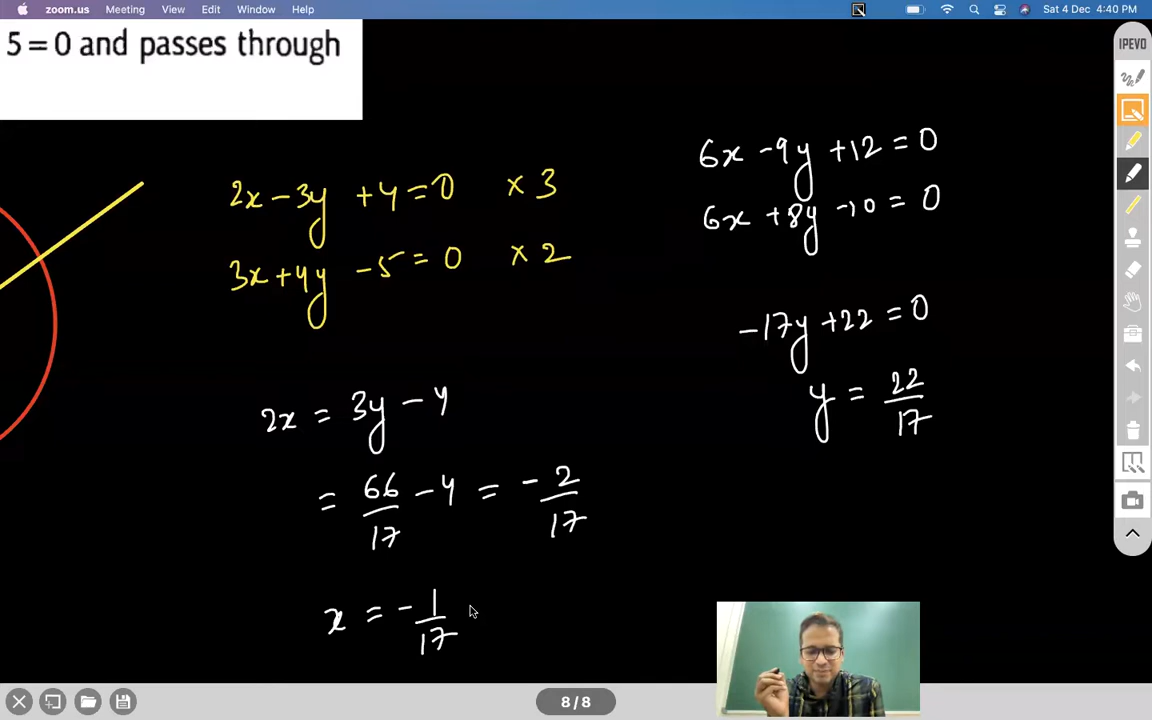 zoom.us Meeting View Edit Window Help Sat 4 Dec 4:40 PM
IPEVO
5 = 0 and passes through
2x - 3y + 4 = 0 × 3
3x + 4y - 5 = 0 × 2
6x - 9y + 12 = 0
6x + 8y - 10 = 0
-17y + 22 = 0
y = 22/17
2x = 3y - 4
= 66/17 - 4 = - 2/17
x = - 1/17
8 / 8